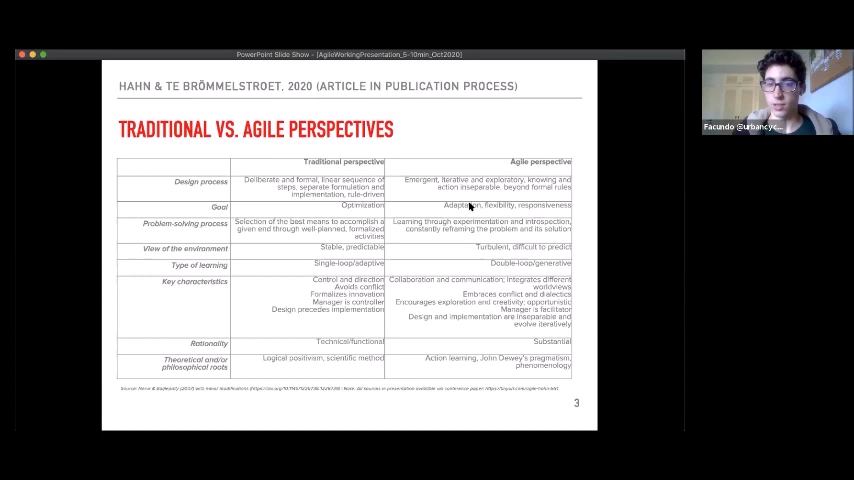 PowerPoint Slide Show - [AgileWorkingPresentation_5-10min_Oct2020]
HAHN & TE BRÖMMELSTROET, 2020 (ARTICLE IN PUBLICATION PROCESS)
TRADITIONAL VS. AGILE PERSPECTIVES
Traditional perspective
Agile perspective
Design process
Deliberate and formal, linear sequence of
steps, separate formulation and
implementation, rule-driven
Emergent, iterative and exploratory, knowing and
action inseparable, beyond formal rules
Goal
Optimization
Adaptation, flexibility, responsiveness
Problem-solving process
Selection of the best means to accomplish a
given end through well-planned, formalized
activities
Learning through experimentation and introspection,
constantly reframing the problem and its solution
View of the environment
Stable, predictable
Turbulent, difficult to predict
Type of learning
Single-loop/adaptive
Double-loop/generative
Key characteristics
Control and direction
Avoids conflict
Formalizes innovation
Manager is controller
Design precedes implementation
Collaboration and communication; integrates different
worldviews
Embraces conflict and dialectics
Encourages exploration and creativity; opportunistic
Manager is facilitator
Design and implementation are inseparable and
evolve iteratively
Rationality
Technical/functional
Substantial
Theoretical and/or
philosophical roots
Logical positivism, scientific method
Action learning, John Dewey's pragmatism,
phenomenology
3
Facundo @urbancyc...